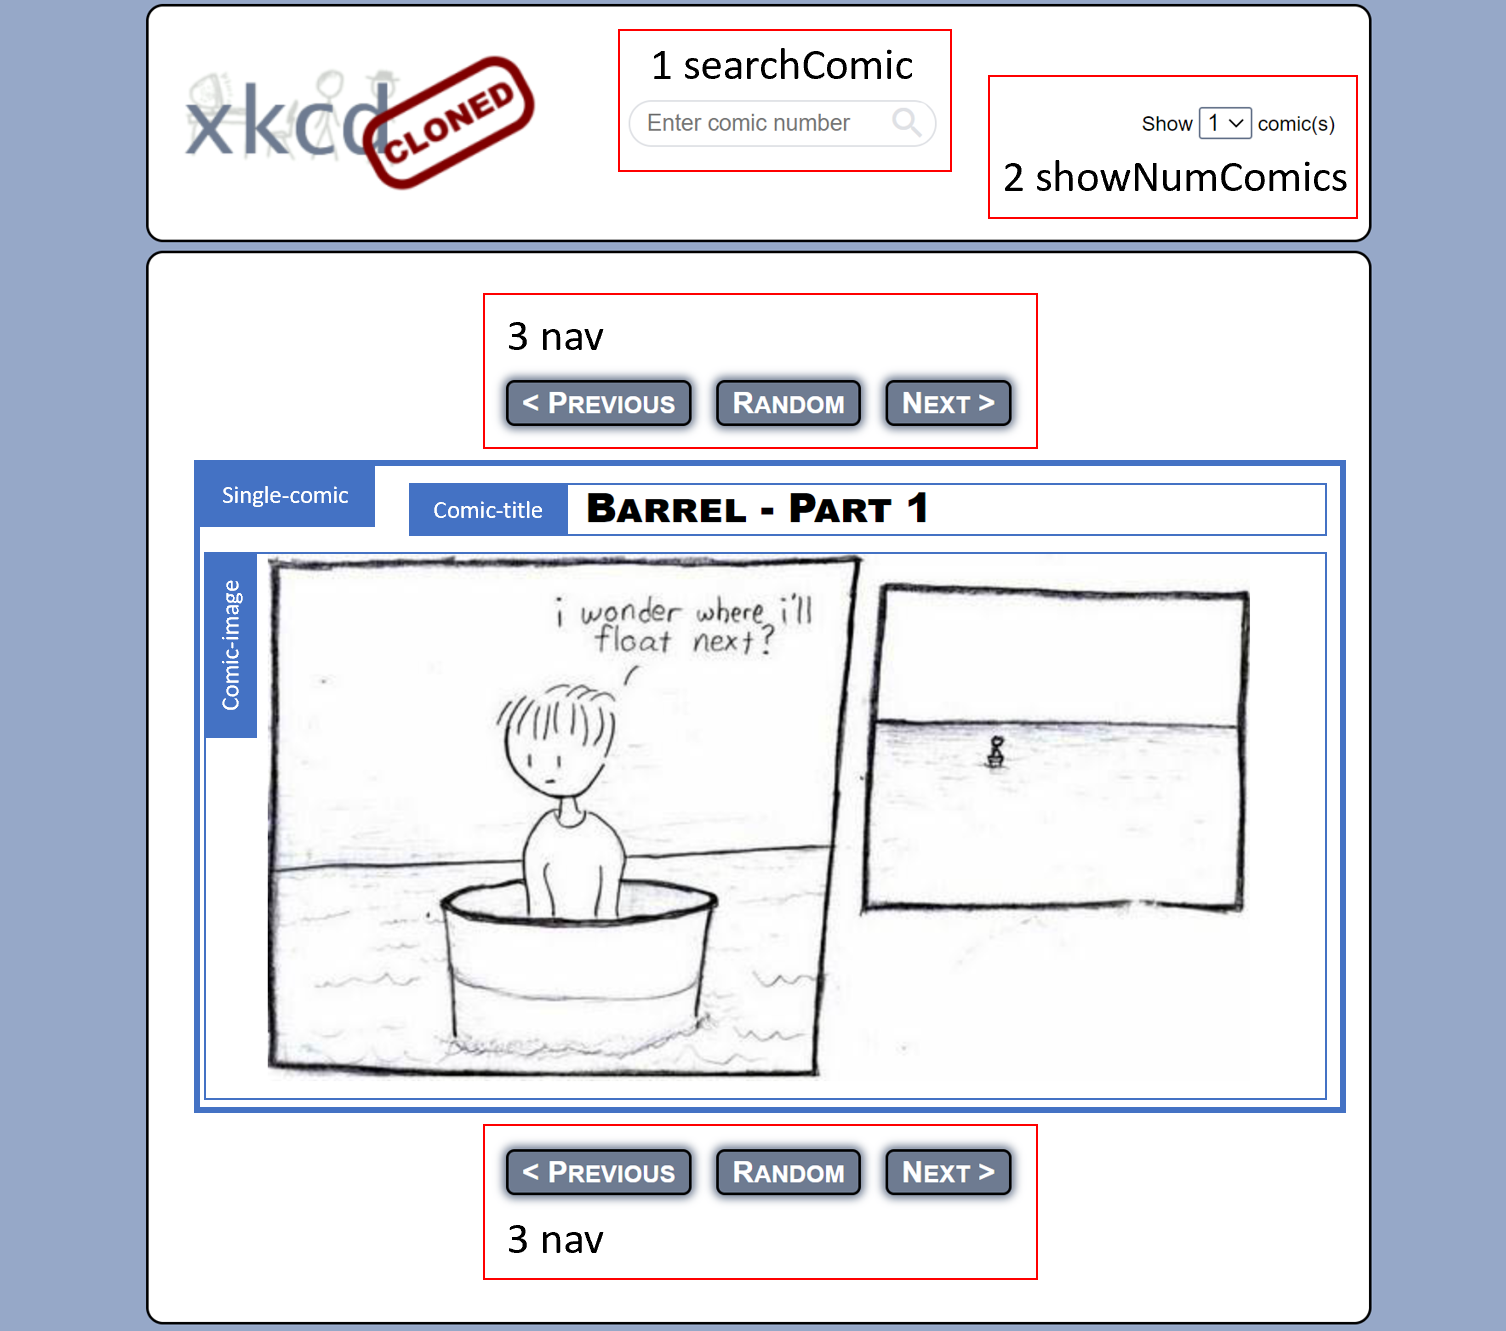 xkcd
CLONED
1 searchComic
Enter comic number
Show 1 comic(s)
2 showNumComics
3 nav
< PREVIOUS
RANDOM
NEXT >
Single-comic
Comic-title
BARREL - PART 1
Comic-image
i wonder where i'll
float next?
< PREVIOUS
RANDOM
NEXT >
3 nav